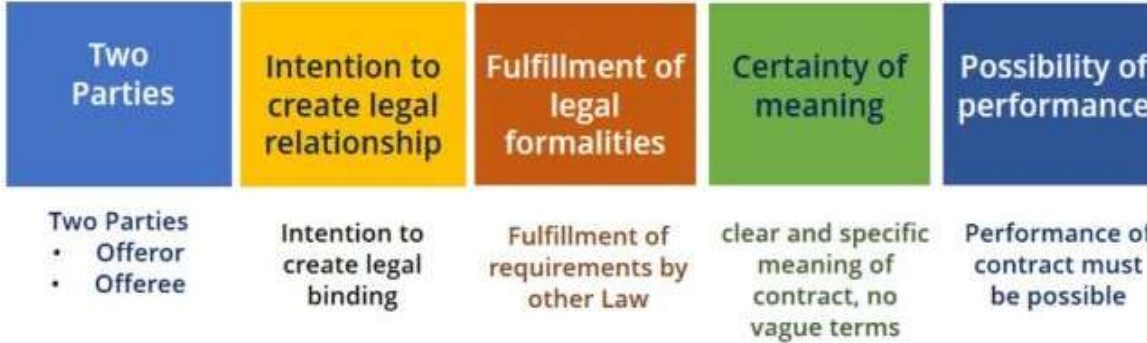 Two
Parties
Intention to
create legal
relationship
Fulfillment of
legal
formalities
Certainty of
meaning
Possibility of
performance
Two Parties
• Offeror
• Offeree
Intention to
create legal
binding
Fulfillment of
requirements by
other Law
clear and specific
meaning of
contract, no
vague terms
Performance of
contract must
be possible